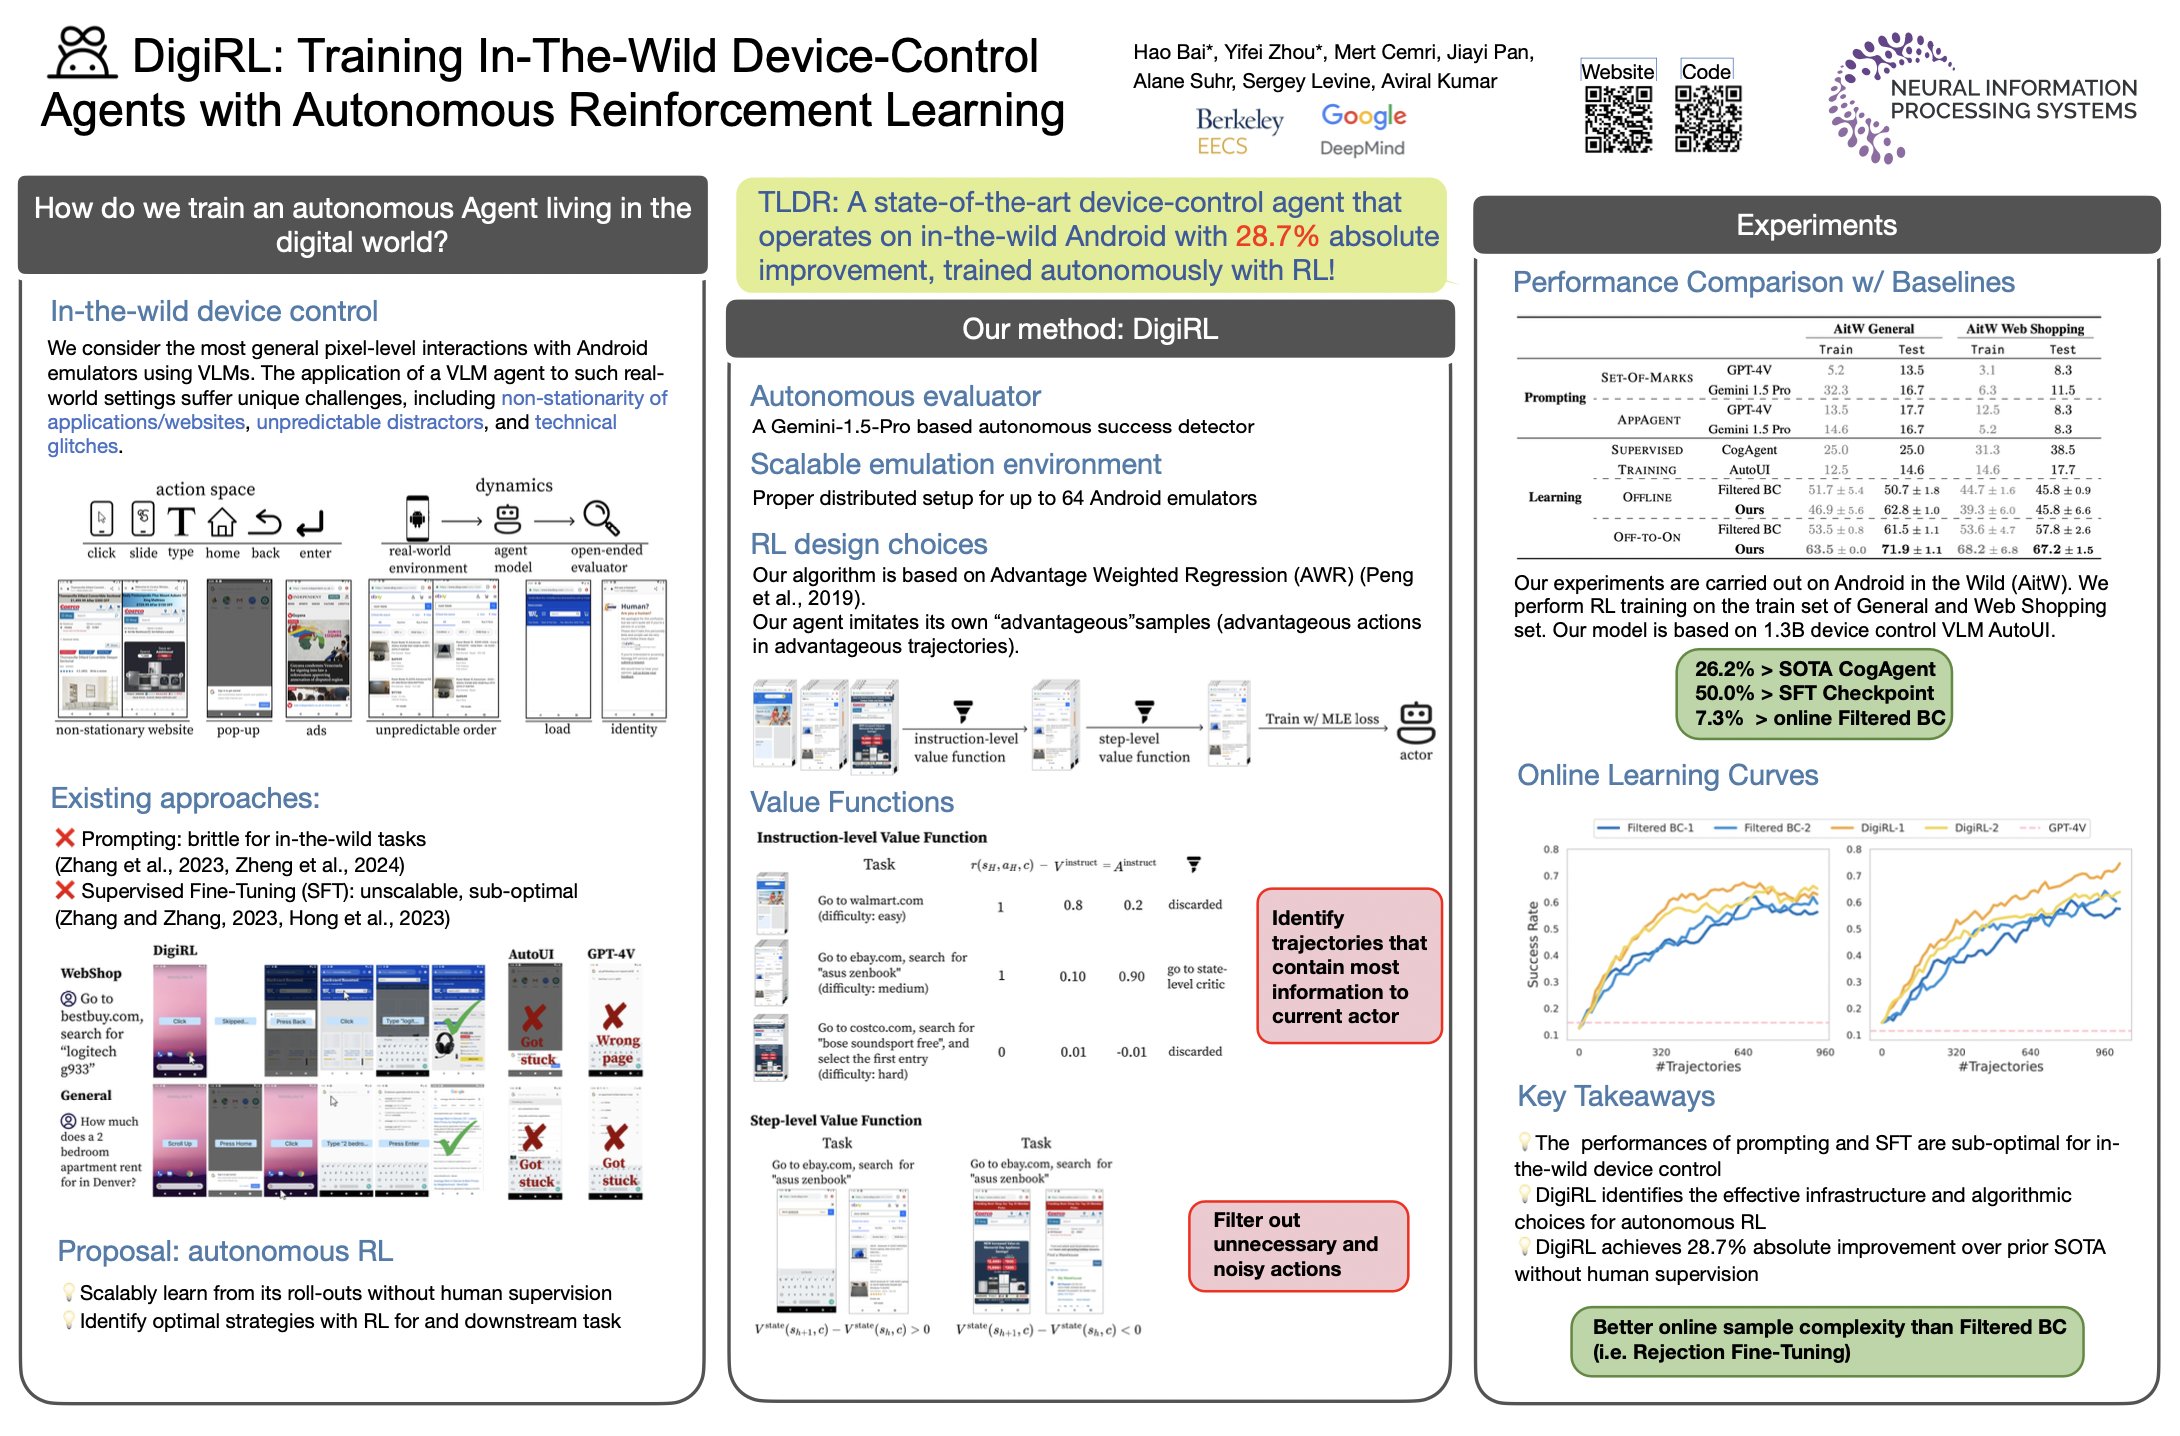 DigiRL: Training In-The-Wild Device-Control
Agents with Autonomous Reinforcement Learning
Hao Bai*, Yifei Zhou*, Mert Cemri, Jiayi Pan,
Alane Suhr, Sergey Levine, Aviral Kumar
Berkeley
EECS
Google
DeepMind
Website
Code
NEURAL INFORMATION
PROCESSING SYSTEMS
How do we train an autonomous Agent living in the
digital world?
In-the-wild device control
We consider the most general pixel-level interactions with Android
emulators using VLMs. The application of a VLM agent to such real-
world settings suffer unique challenges, including non-stationarity of
applications/websites, unpredictable distractors, and technical
glitches.
action space
click slide type home back enter
dynamics
real-world
environment
agent
model
open-ended
evaluator
non-stationary website pop-up ads unpredictable order load identity
Existing approaches:
❌ Prompting: brittle for in-the-wild tasks
(Zhang et al., 2023, Zheng et al., 2024)
❌ Supervised Fine-Tuning (SFT): unscalable, sub-optimal
(Zhang and Zhang, 2023, Hong et al., 2023)
DigiRL
AutoUI
GPT-4V
WebShop
Go to
bestbuy.com,
search for
"logitech
g933"
Click
Skipped...
Press Back
Click
Type "logit...
Got
stuck
Wrong
page
General
How much
does a 2
bedroom
apartment rent
for in Denver?
Scroll Up
Press Home
Click
Type "2 bedro...
Press Enter
Got
stuck
Got
stuck
Proposal: autonomous RL
💡Scalably learn from its roll-outs without human supervision
💡Identify optimal strategies with RL for and downstream task
TLDR: A state-of-the-art device-control agent that
operates on in-the-wild Android with 28.7% absolute
improvement, trained autonomously with RL!
Our method: DigiRL
Autonomous evaluator
A Gemini-1.5-Pro based autonomous success detector
Scalable emulation environment
Proper distributed setup for up to 64 Android emulators
RL design choices
Our algorithm is based on Advantage Weighted Regression (AWR) (Peng
et al., 2019).
Our agent imitates its own “advantageous”samples (advantageous actions
in advantageous trajectories).
instruction-level
value function
step-level
value function
Train w/ MLE loss
actor
Value Functions
Instruction-level Value Function
Task r(s_H, a_H, c) − V^instruct = A^instruct
Go to walmart.com
(difficulty: easy)
1 0.8 0.2 discarded
Go to ebay.com, search for
"asus zenbook"
(difficulty: medium)
1 0.10 0.90 go to state-
level critic
Go to costco.com, search for
"bose soundsport free", and
select the first entry
(difficulty: hard)
0 0.01 -0.01 discarded
Identify
trajectories that
contain most
information to
current actor
Step-level Value Function
Task
Go to ebay.com, search for
"asus zenbook"
V^state(s_{h+1}, c) − V^state(s_h, c) > 0
Task
Go to ebay.com, search for
"asus zenbook"
V^state(s_{h+1}, c) − V^state(s_h, c) < 0
Filter out
unnecessary and
noisy actions
Experiments
Performance Comparison w/ Baselines
AitW General AitW Web Shopping
Train Test Train Test
Prompting
SET-OF-MARKS GPT-4V 5.2 13.5 3.1 8.3
Gemini 1.5 Pro 32.3 16.7 6.3 11.5
APPAGENT GPT-4V 13.5 17.7 12.5 8.3
Gemini 1.5 Pro 14.6 16.7 5.2 8.3
Learning
SUPERVISED CogAgent 25.0 25.0 31.3 38.5
TRAINING AutoUI 12.5 14.6 14.6 17.7
OFFLINE Filtered BC 51.7 ± 5.4 50.7 ± 1.8 44.7 ± 1.6 45.8 ± 0.9
Ours 46.9 ± 5.6 62.8 ± 1.0 39.3 ± 6.0 45.8 ± 6.6
OFF-TO-ON Filtered BC 53.5 ± 0.8 61.5 ± 1.1 53.6 ± 4.7 57.8 ± 2.6
Ours 63.5 ± 0.0 71.9 ± 1.1 68.2 ± 6.8 67.2 ± 1.5
Our experiments are carried out on Android in the Wild (AitW). We
perform RL training on the train set of General and Web Shopping
set. Our model is based on 1.3B device control VLM AutoUI.
26.2% > SOTA CogAgent
50.0% > SFT Checkpoint
7.3% > online Filtered BC
Online Learning Curves
Filtered BC-1 Filtered BC-2 DigiRL-1 DigiRL-2 GPT-4V
Success Rate
0.8
0.7
0.6
0.5
0.4
0.3
0.2
0.1
0 320 640 960
#Trajectories
0.8
0.7
0.6
0.5
0.4
0.3
0.2
0.1
0 320 640 960
#Trajectories
Key Takeaways
💡The performances of prompting and SFT are sub-optimal for in-
the-wild device control
💡DigiRL identifies the effective infrastructure and algorithmic
choices for autonomous RL
💡DigiRL achieves 28.7% absolute improvement over prior SOTA
without human supervision
Better online sample complexity than Filtered BC
(i.e. Rejection Fine-Tuning)